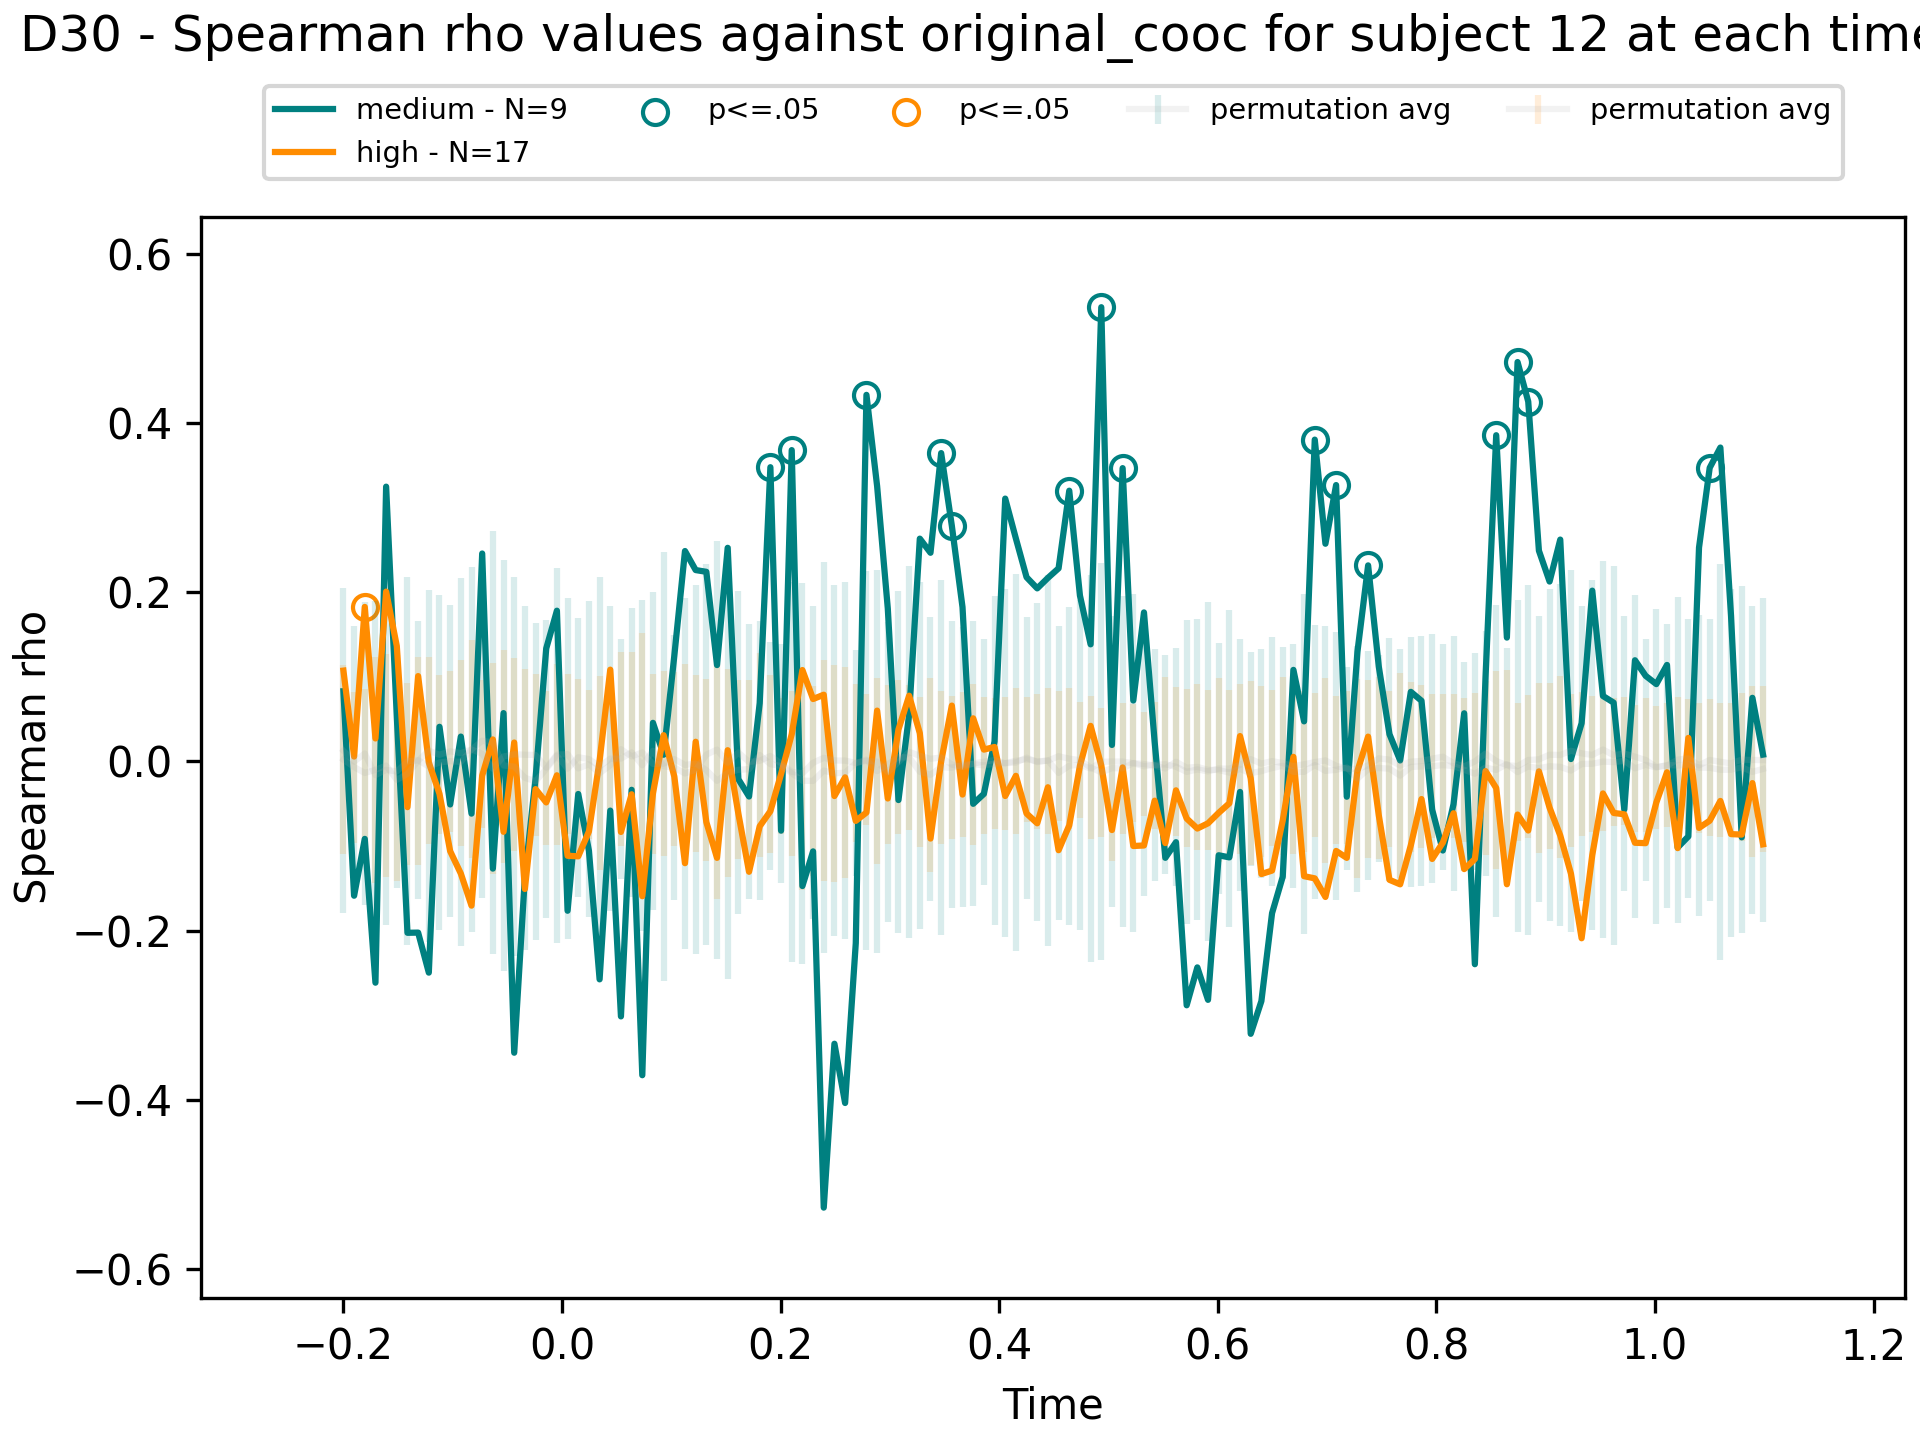 D30 - Spearman rho values against original_cooc for subject 12 at each time
medium - N=9
high - N=17
p<=.05
p<=.05
permutation avg
permutation avg
Spearman rho
0.6
0.4
0.2
0.0
−0.2
−0.4
−0.6
−0.2 0.0 0.2 0.4 0.6 0.8 1.0 1.2
Time